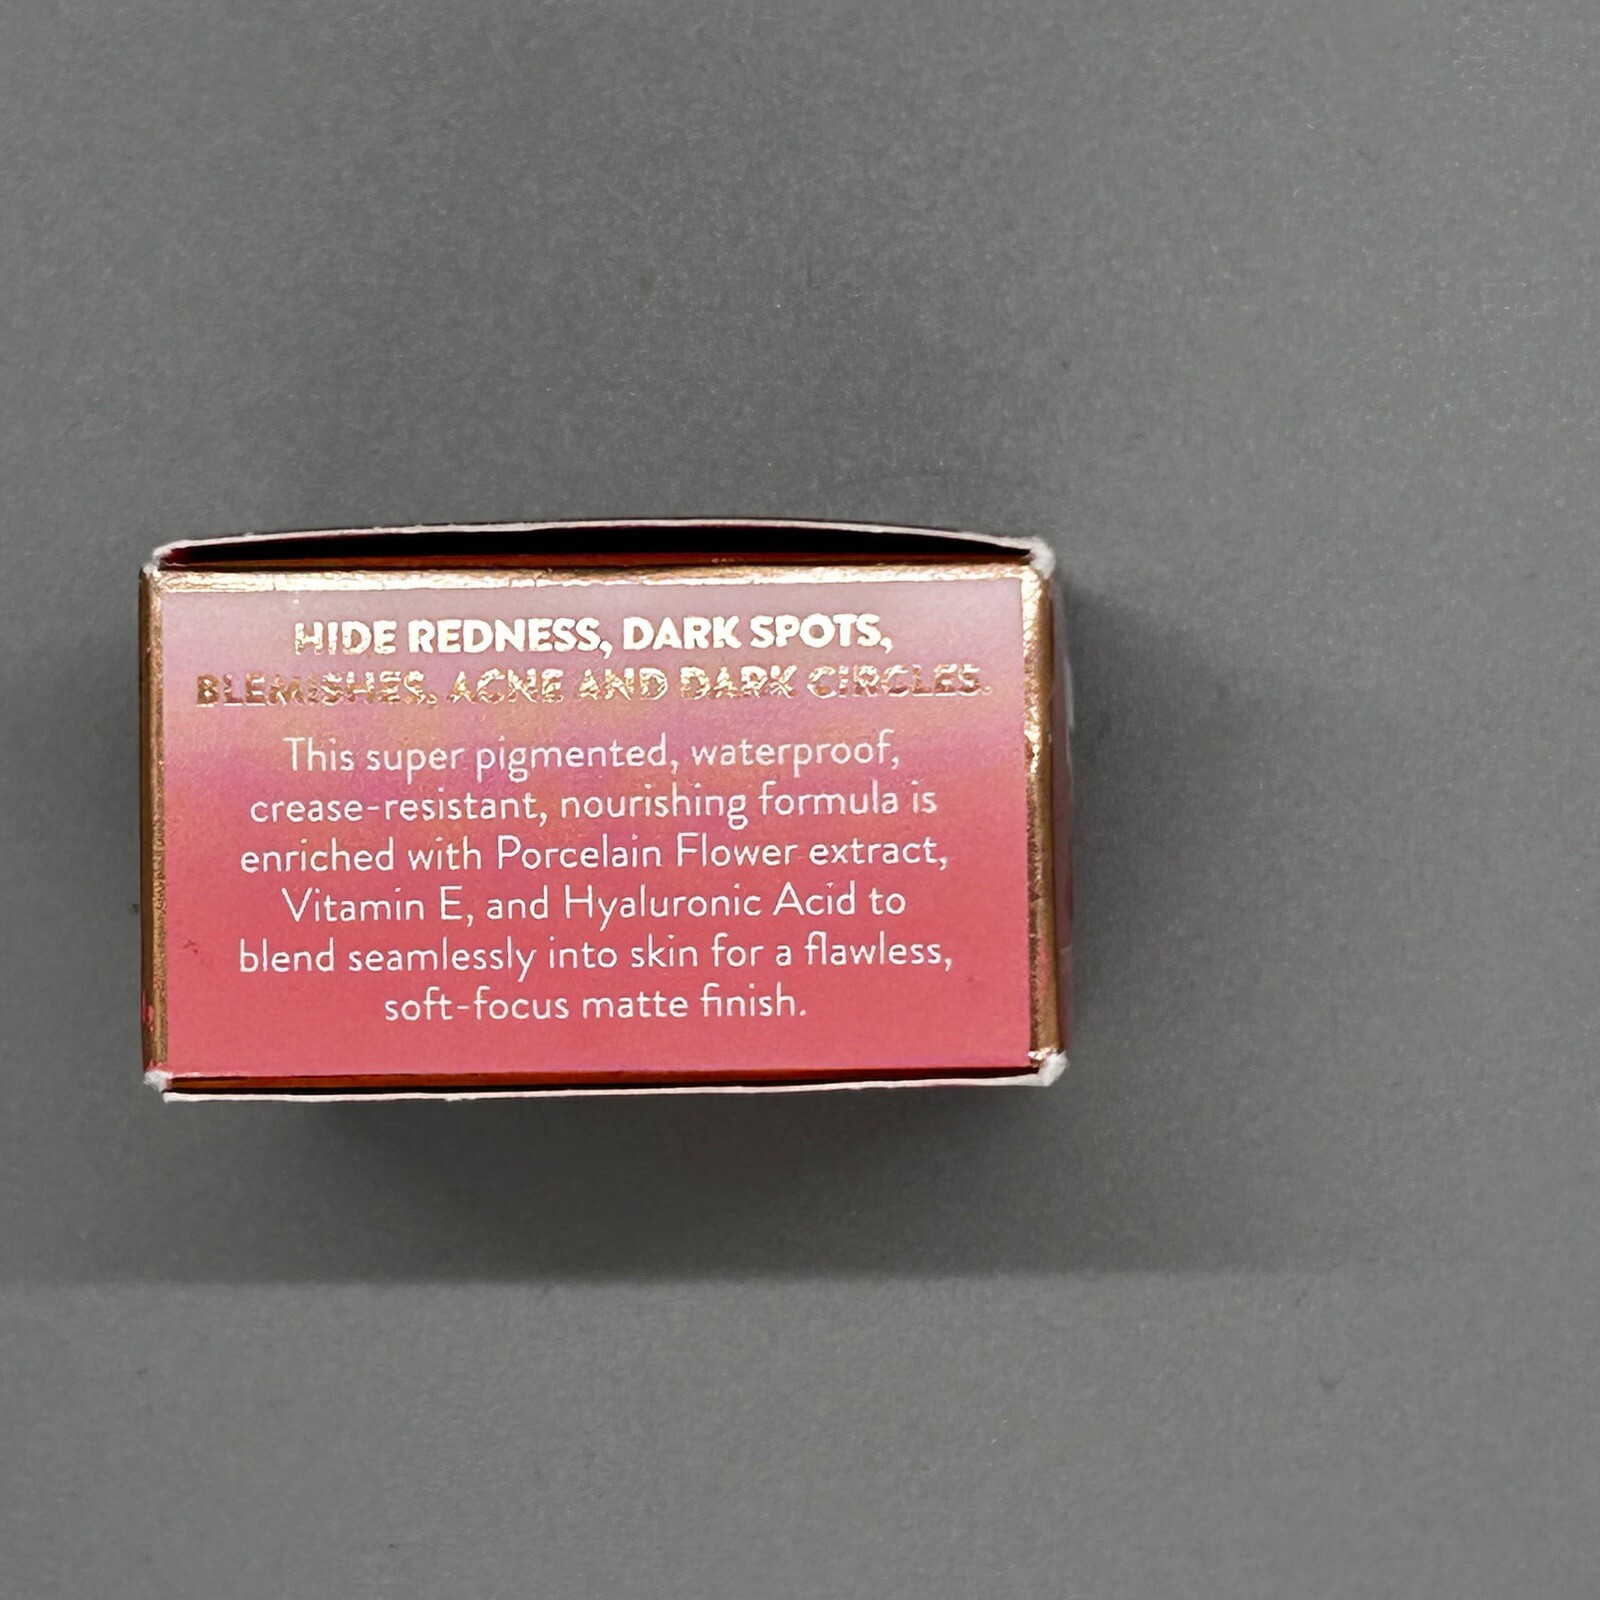 HIDE REDNESS, DARK SPOTS,
BLEMISHES, ACNE AND DARK CIRCLES.
This super pigmented, waterproof,
crease-resistant, nourishing formula is
enriched with Porcelain Flower extract,
Vitamin E, and Hyaluronic Acid to
blend seamlessly into skin for a flawless,
soft-focus matte finish.